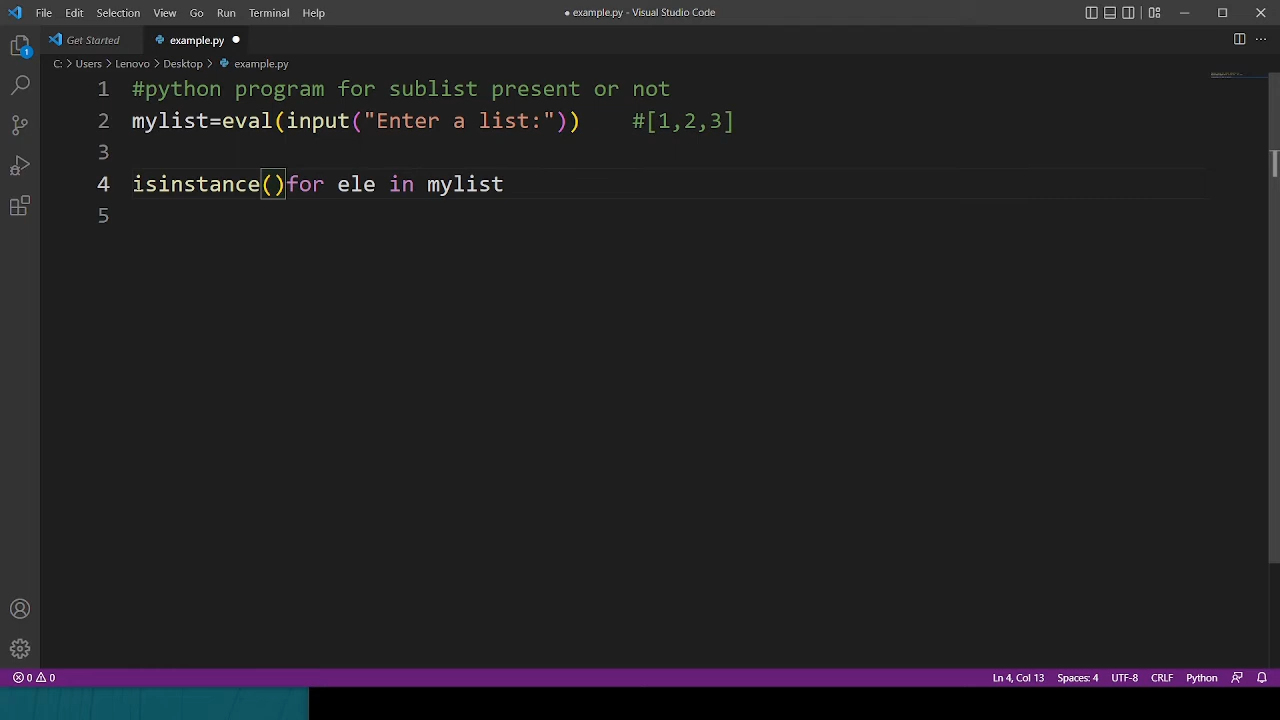 File Edit Selection View Go Run Terminal Help
● example.py - Visual Studio Code
Get Started
example.py ●
C: > Users > Lenovo > Desktop > example.py
1 #python program for sublist present or not
2 mylist=eval(input("Enter a list:")) #[1,2,3]
3
4 isinstance()for ele in mylist
5
1
0 0
Ln 4, Col 13 Spaces: 4 UTF-8 CRLF Python